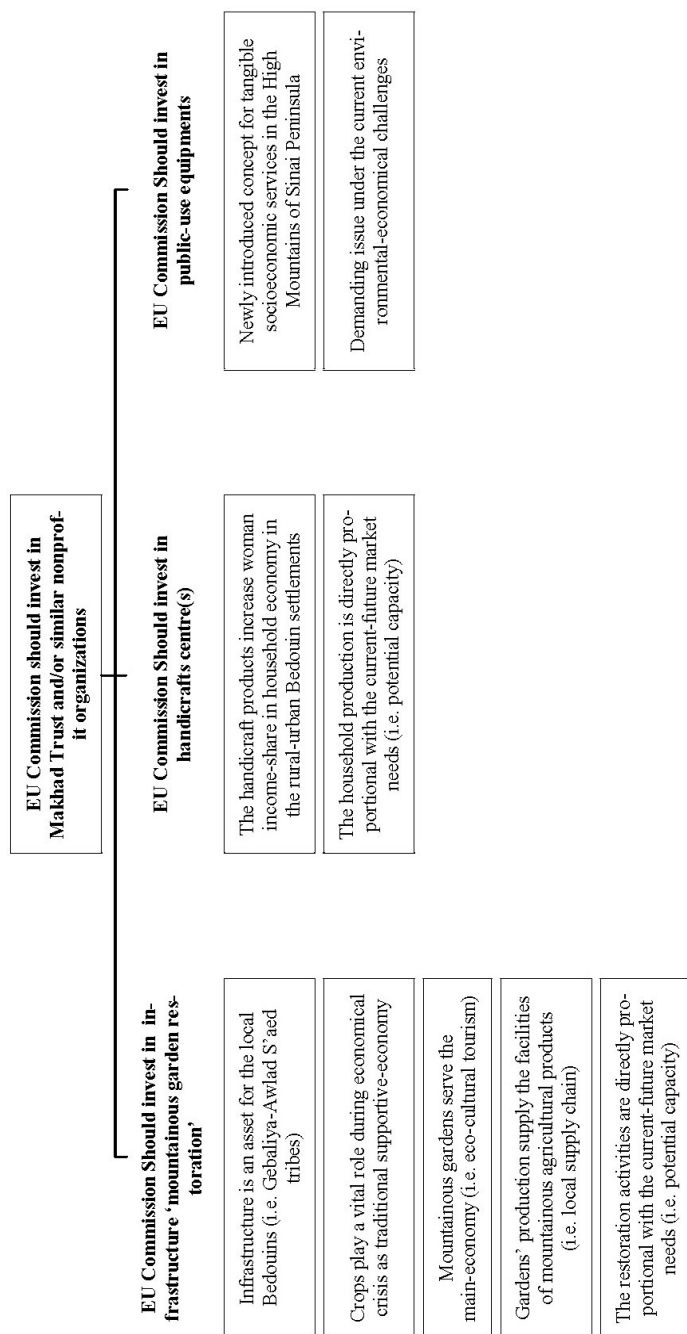 EU Commission should invest in
Makhad Trust and/or similar nonprof-
it organizations
EU Commission Should invest in in-
frastructure ‘mountainous garden res-
toration’
Infrastructure is an asset for the local
Bedouins (i.e. Gebaliya-Awlad S’aed
tribes)
Crops play a vital role during economical
crisis as traditional supportive-economy
Mountainous gardens serve the
main-economy (i.e. eco-cultural tourism)
Gardens’ production supply the facilities
of mountainous agricultural products
(i.e. local supply chain)
The restoration activities are directly pro-
portional with the current-future market
needs (i.e. potential capacity)
EU Commission Should invest in
handicrafts centre(s)
The handicraft products increase woman
income-share in household economy in
the rural-urban Bedouin settlements
The household production is directly pro-
portional with the current-future market
needs (i.e. potential capacity)
EU Commission Should invest in
public-use equipments
Newly introduced concept for tangible
socioeconomic services in the High
Mountains of Sinai Peninsula
Demanding issue under the current envi-
ronmental-economical challenges